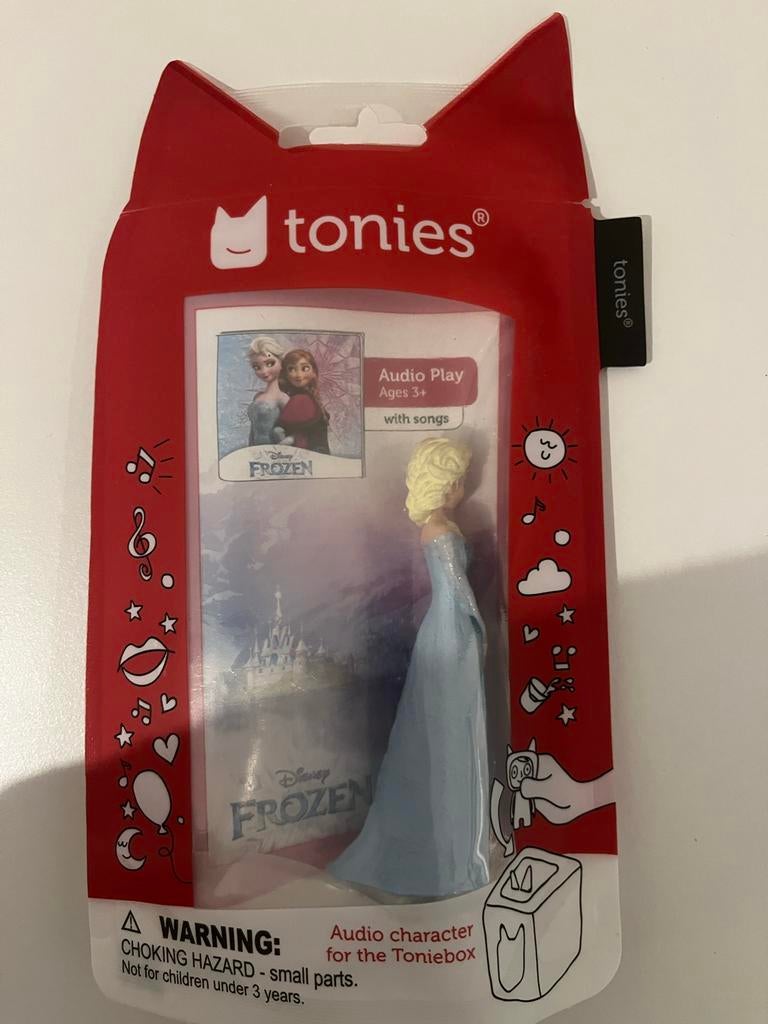 tonies®
tonies®
Audio Play
Ages 3+
with songs
Disney
FROZEN
Disney
FROZEN
WARNING:
CHOKING HAZARD - small parts.
Not for children under 3 years.
Audio character
for the Toniebox